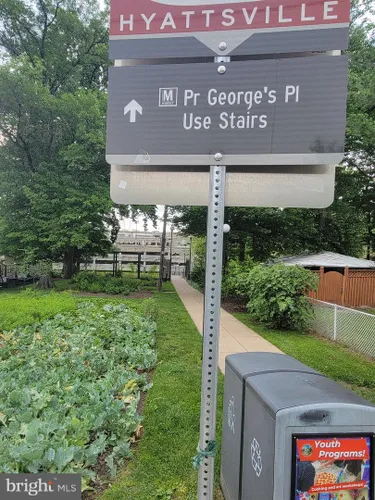 HYATTSVILLE
M Pr George's Pl
Use Stairs
Youth
Programs!
bright MLS